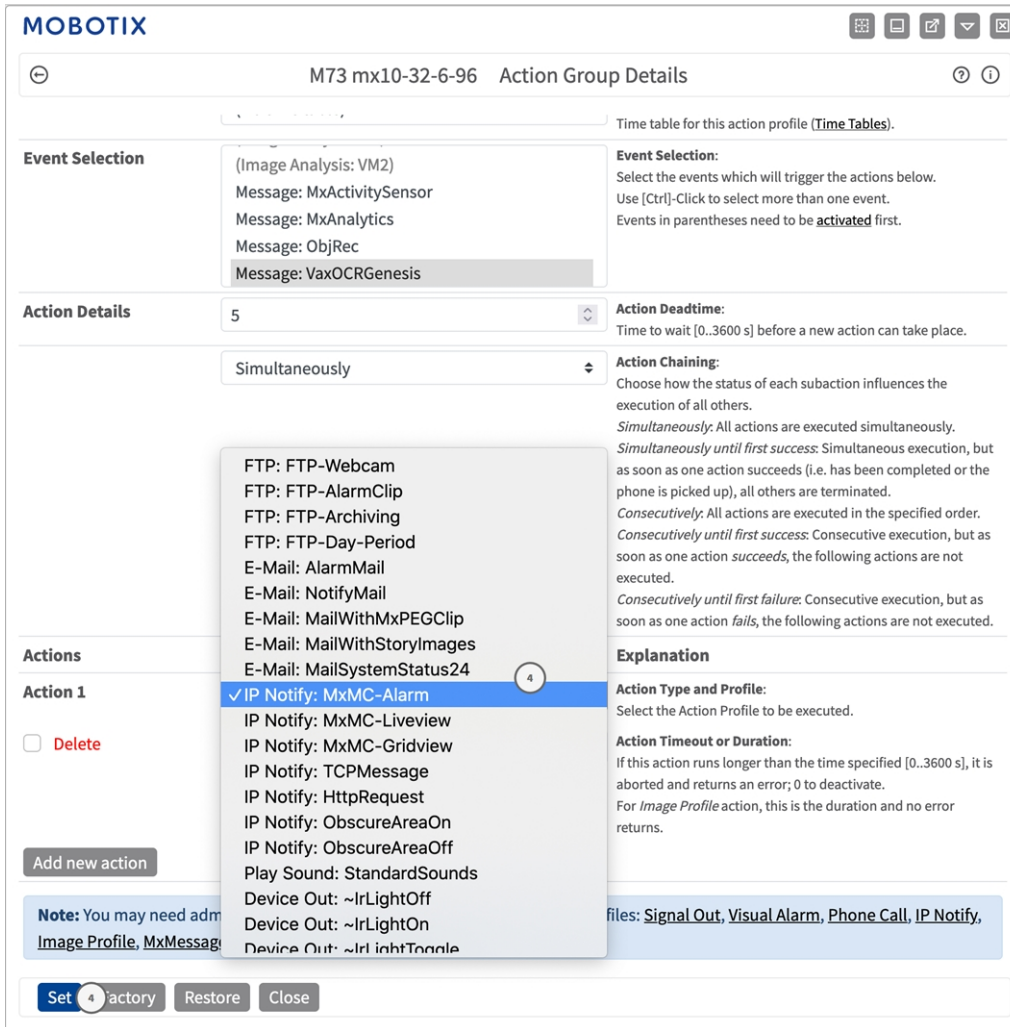 MOBOTIX
M73 mx10-32-6-96 Action Group Details
Time table for this action profile (Time Tables).
Event Selection
(Image Analysis: VM2)
Message: MxActivitySensor
Message: MxAnalytics
Message: ObjRec
Message: VaxOCRGenesis
Event Selection:
Select the events which will trigger the actions below.
Use [Ctrl]-Click to select more than one event.
Events in parentheses need to be activated first.
Action Details
5
Action Deadtime:
Time to wait [0..3600 s] before a new action can take place.
Simultaneously
Action Chaining:
Choose how the status of each subaction influences the
execution of all others.
Simultaneously: All actions are executed simultaneously.
Simultaneously until first success: Simultaneous execution, but
as soon as one action succeeds (i.e. has been completed or the
phone is picked up), all others are terminated.
Consecutively: All actions are executed in the specified order.
Consecutively until first success: Consecutive execution, but as
soon as one action succeeds, the following actions are not
executed.
Consecutively until first failure: Consecutive execution, but as
soon as one action fails, the following actions are not executed.
FTP: FTP-Webcam
FTP: FTP-AlarmClip
FTP: FTP-Archiving
FTP: FTP-Day-Period
E-Mail: AlarmMail
E-Mail: NotifyMail
E-Mail: MailWithMxPEGClip
E-Mail: MailWithStoryImages
E-Mail: MailSystemStatus24
4
✓IP Notify: MxMC-Alarm
IP Notify: MxMC-Liveview
IP Notify: MxMC-Gridview
IP Notify: TCPMessage
IP Notify: HttpRequest
IP Notify: ObscureAreaOn
IP Notify: ObscureAreaOff
Play Sound: StandardSounds
Device Out: ~IrLightOff
Device Out: ~IrLightOn
Device Out: ~IrLightToggle
Actions
Explanation
Action 1
Delete
Action Type and Profile:
Select the Action Profile to be executed.
Action Timeout or Duration:
If this action runs longer than the time specified [0..3600 s], it is
aborted and returns an error; 0 to deactivate.
For Image Profile action, this is the duration and no error
returns.
Add new action
Note: You may need adm files: Signal Out, Visual Alarm, Phone Call, IP Notify,
Image Profile, MxMessag
Set 4 actory Restore Close